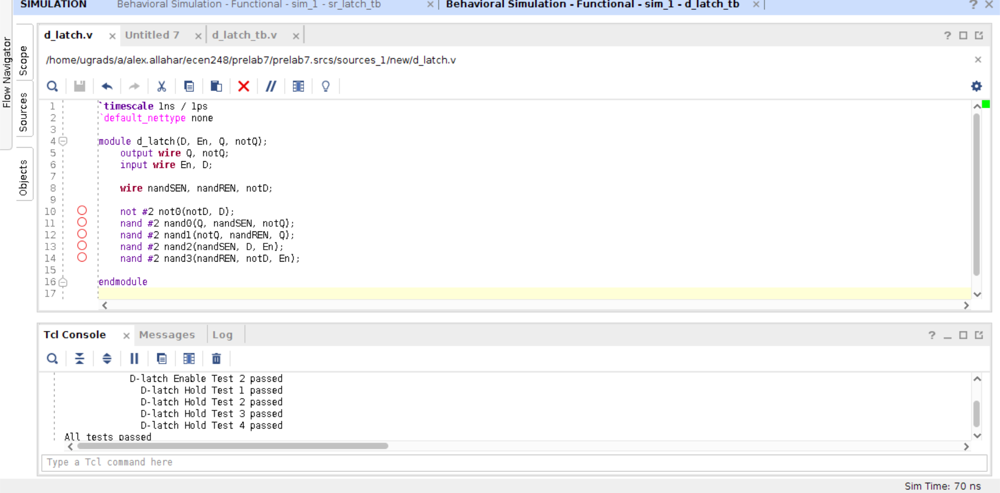 SIMULATION Behavioral Simulation - Functional - sim_1 - sr_latch_tb Behavioral Simulation - Functional - sim_1 - d_latch_tb
Flow Navigator
Scope
Sources
Objects
d_latch.v Untitled 7 d_latch_tb.v
/home/ugrads/a/alex.allahar/ecen248/prelab7/prelab7.srcs/sources_1/new/d_latch.v
1 `timescale 1ns / 1ps
2 `default_nettype none
3
4 module d_latch(D, En, Q, notQ);
5 output wire Q, notQ;
6 input wire En, D;
7
8 wire nandSEN, nandREN, notD;
9
10 not #2 not0(notD, D);
11 nand #2 nand0(Q, nandSEN, notQ);
12 nand #2 nand1(notQ, nandREN, Q);
13 nand #2 nand2(nandSEN, D, En);
14 nand #2 nand3(nandREN, notD, En);
15
16 endmodule
17
Tcl Console Messages Log
D-latch Enable Test 2 passed
D-latch Hold Test 1 passed
D-latch Hold Test 2 passed
D-latch Hold Test 3 passed
D-latch Hold Test 4 passed
All tests passed
Type a Tcl command here
Sim Time: 70 ns